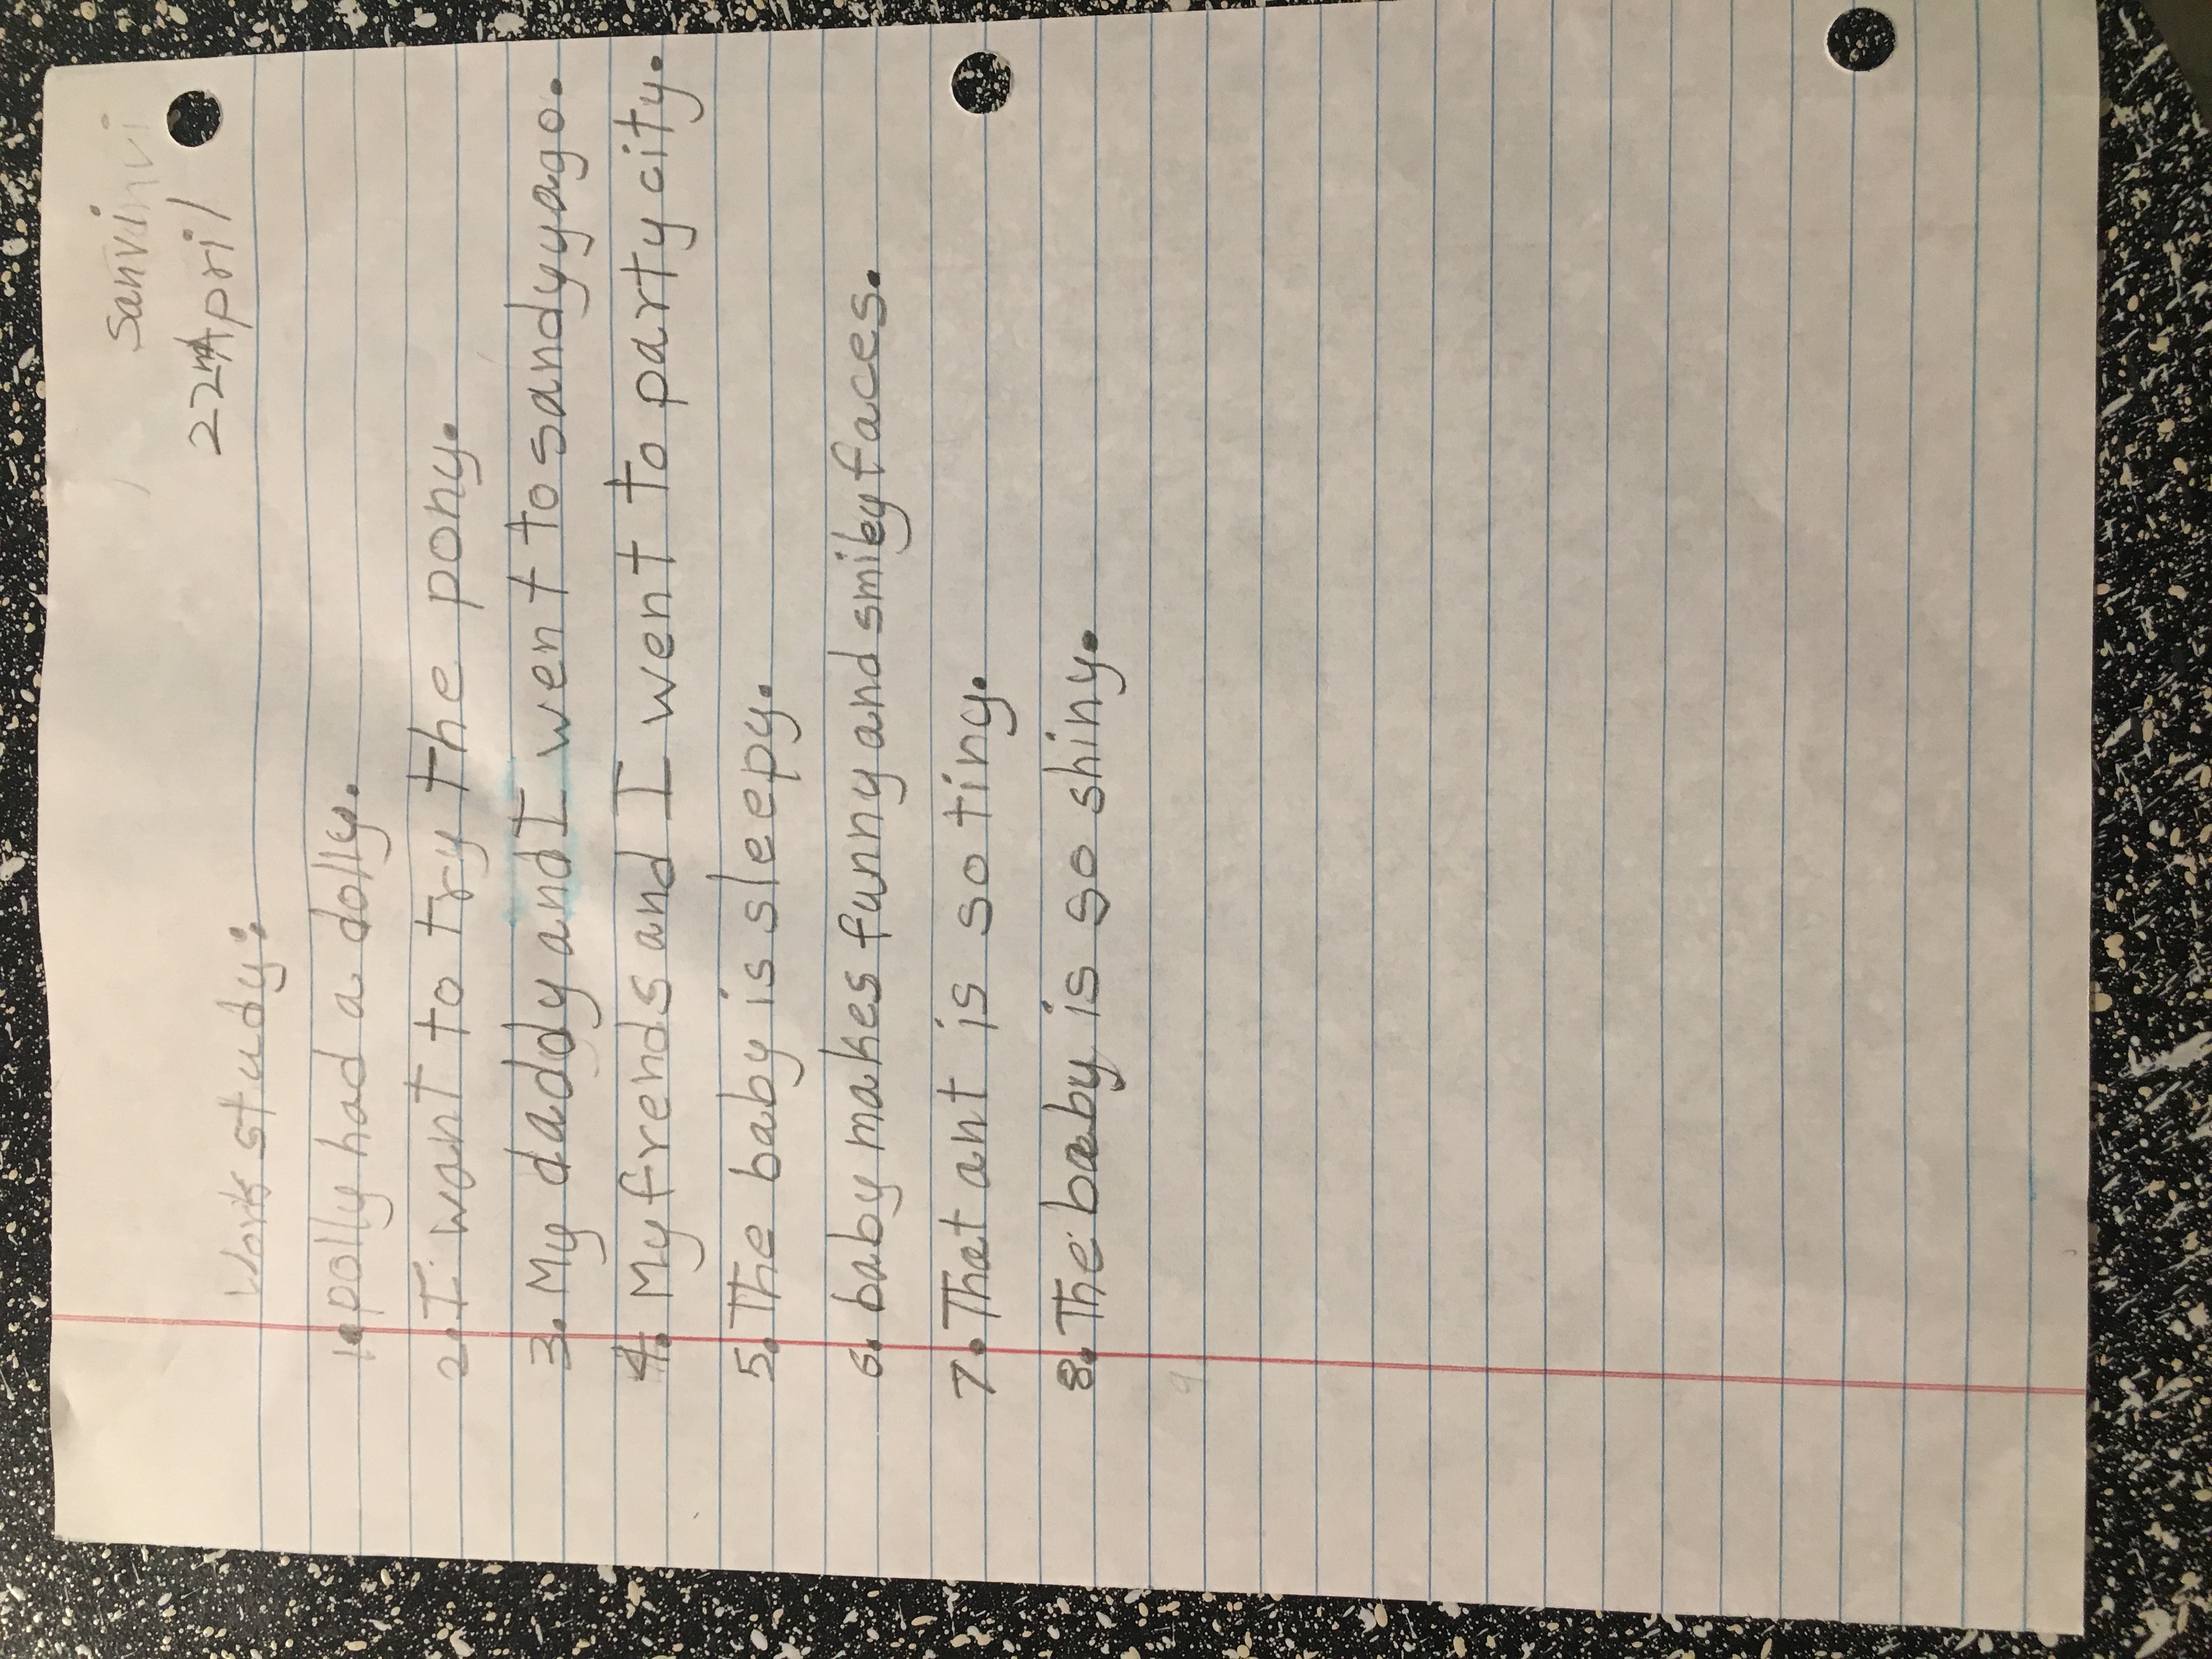 Sanvi
22nd April
Work study:
1. polly had a dolly.
2. I want to try the pony.
3. My daddy and I went to sandyyago.
4. My frends and I went to party city.
5. The baby is sleepy.
6. baby makes funny and smiley faces.
7. That ant is so tiny.
8. The baby is so shiny.
9.